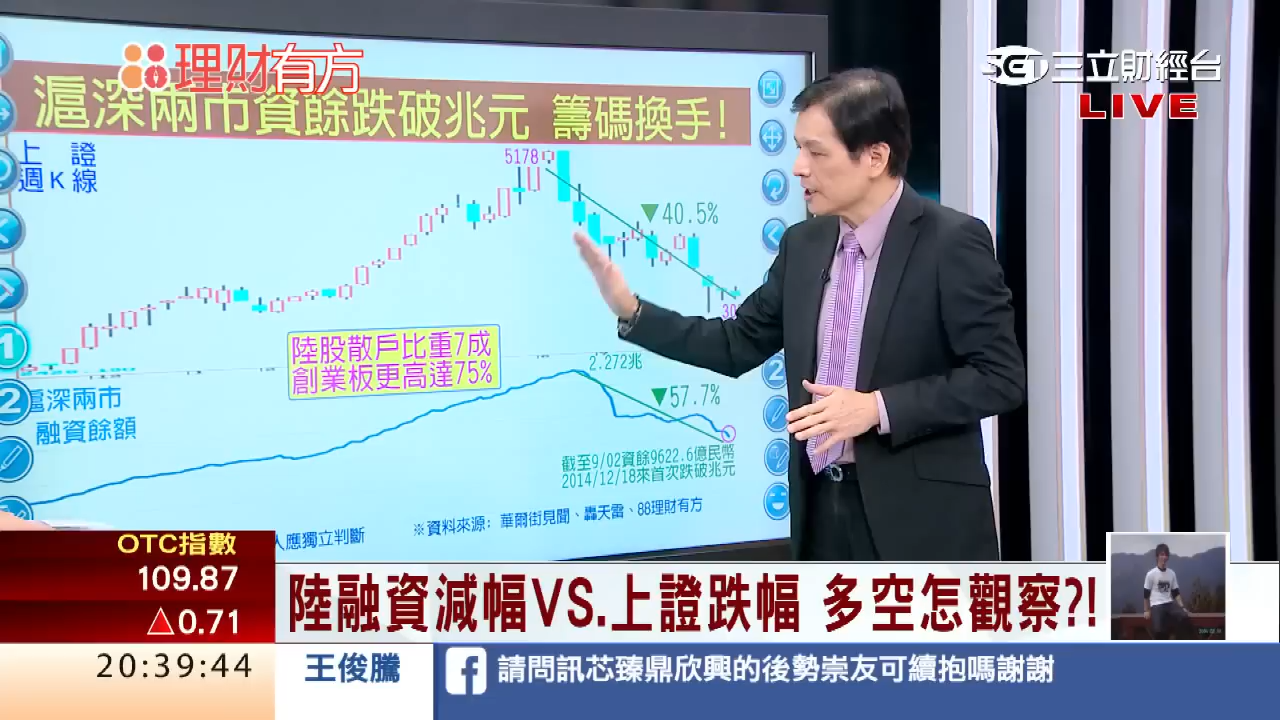 88理財有方
三立財經台
LIVE
滬深兩市資餘跌破兆元 籌碼換手!
上證
週K線
5178
▼40.5%
30
陸股散戶比重7成
創業板更高達75%
2.272兆
滬深兩市
融資餘額
▼57.7%
截至9/02資餘9622.6億民幣
2014/12/18來首次跌破兆元
人應獨立判斷
※資料來源: 華爾街見聞、轟天雷、88理財有方
1
2
2
OTC指數
109.87
△0.71
陸融資減幅VS.上證跌幅 多空怎觀察?!
20:39:44
王俊騰
f 請問訊芯臻鼎欣興的後勢崇友可續抱嗎謝謝